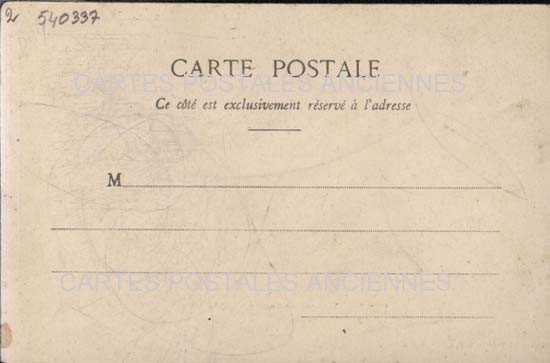 2 540337
CARTE POSTALE
CARTES POSTALES ANCIENNES
Ce côté est exclusivement réservé à l'adresse
M
CARTES POSTALES ANCIENNES